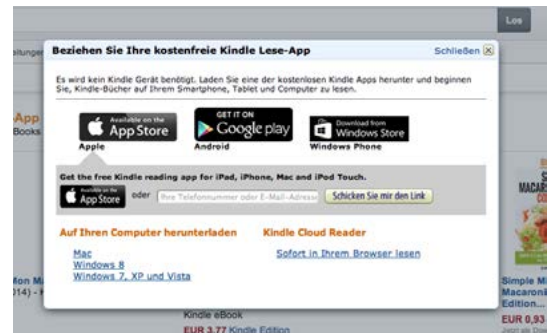 Los
Beziehen Sie Ihre kostenfreie Kindle Lese-App
Schließen
Es wird kein Kindle Gerät benötigt. Laden Sie eine der kostenlosen Kindle Apps herunter und beginnen
Sie, Kindle-Bücher auf Ihrem Smartphone, Tablet und Computer zu lesen.
App
Books
Available on the
App Store
GET IT ON
Google play
Download from
Windows Store
Apple
Android
Windows Phone
Get the free Kindle reading app for iPad, iPhone, Mac and iPod Touch.
Available on the
App Store
oder
Ihre Telefonnummer oder E-Mail-Adresse
Schicken Sie mir den Link
Auf Ihren Computer herunterladen
Kindle Cloud Reader
Mac
Windows 8
Windows 7, XP und Vista
Sofort in Ihrem Browser lesen
Mon M
014) - K
Simple Mi
Macaroni
Edition...
EUR 0,93
Kindle eBook
EUR 3,77 Kindle Edition